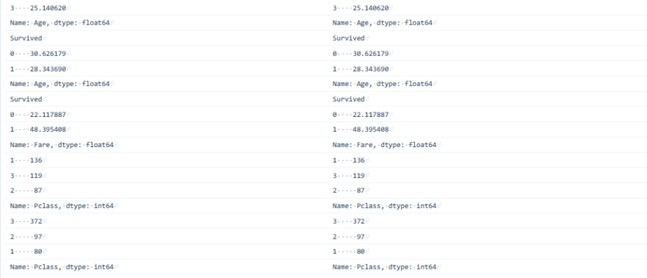 3    25.140620
Name: Age, dtype: float64
Survived
0    30.626179
1    28.343690
Name: Age, dtype: float64
Survived
0    22.117887
1    48.395408
Name: Fare, dtype: float64
1    136
3    119
2     87
Name: Pclass, dtype: int64
3    372
2     97
1     80
Name: Pclass, dtype: int64
3    25.140620
Name: Age, dtype: float64
Survived
0    30.626179
1    28.343690
Name: Age, dtype: float64
Survived
0    22.117887
1    48.395408
Name: Fare, dtype: float64
1    136
3    119
2     87
Name: Pclass, dtype: int64
3    372
2     97
1     80
Name: Pclass, dtype: int64